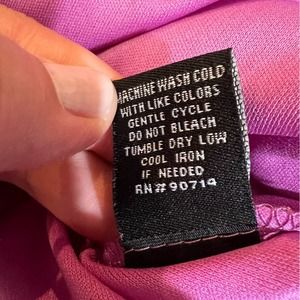 MACHINE WASH COLD
WITH LIKE COLORS
GENTLE CYCLE
DO NOT BLEACH
TUMBLE DRY LOW
COOL IRON
IF NEEDED
RN#90714